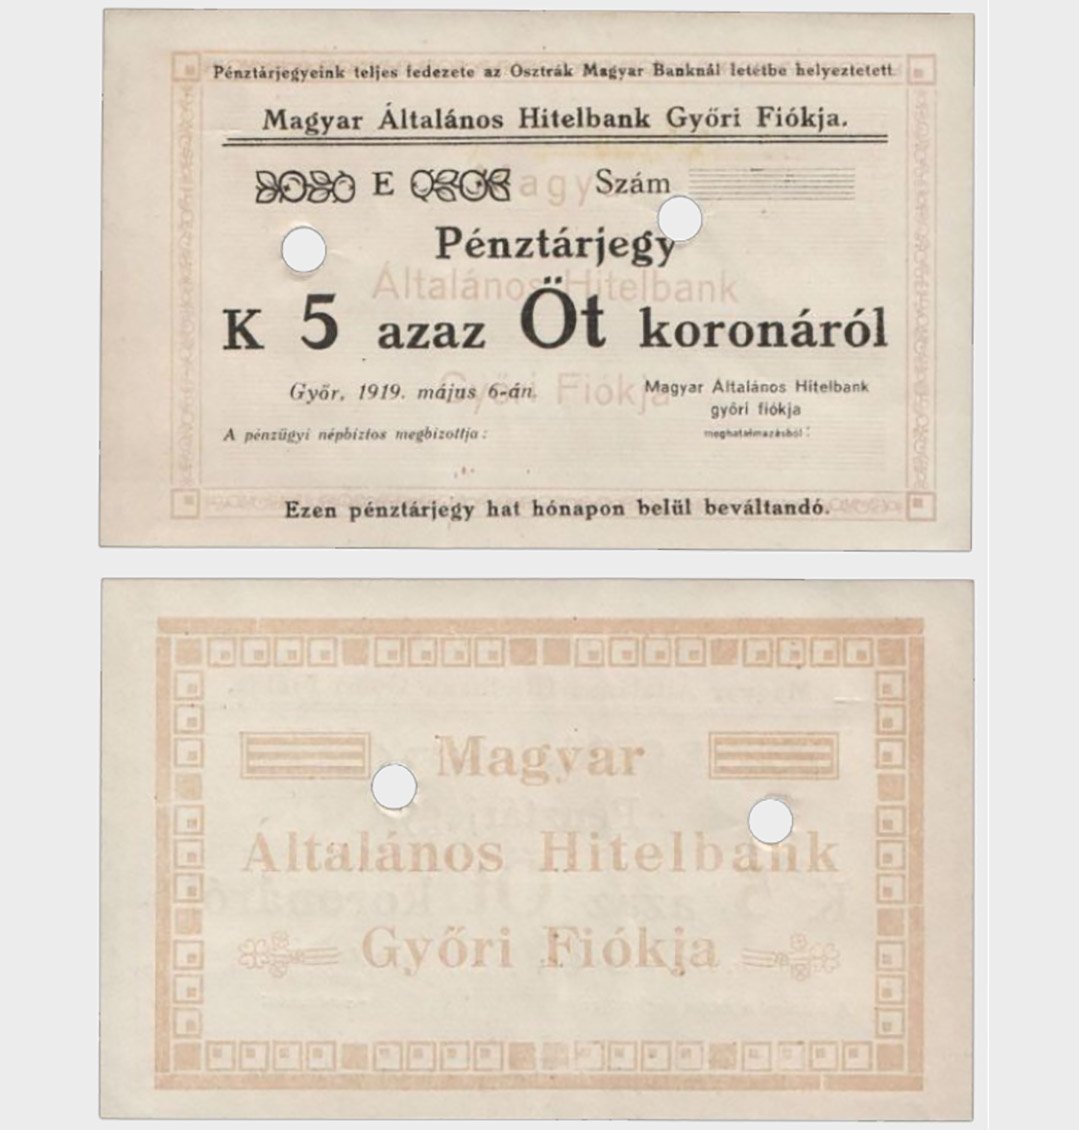 Pénztárjegyeink teljes fedezete az Osztrák Magyar Banknál letétbe helyeztetett
Magyar Általános Hitelbank Győri Fiókja.
E Szám
Magyar
Pénztárjegy
Általános Hitelbank
K 5 azaz Öt koronáról
Győri Fiókja
Győr, 1919. május 6-án.
Magyar Általános Hitelbank
győri fiókja
A pénzügyi népbiztos megbizottja:
meghatalmazásból:
Ezen pénztárjegy hat hónapon belül beváltandó.
Magyar
Általános Hitelbank
Győri Fiókja